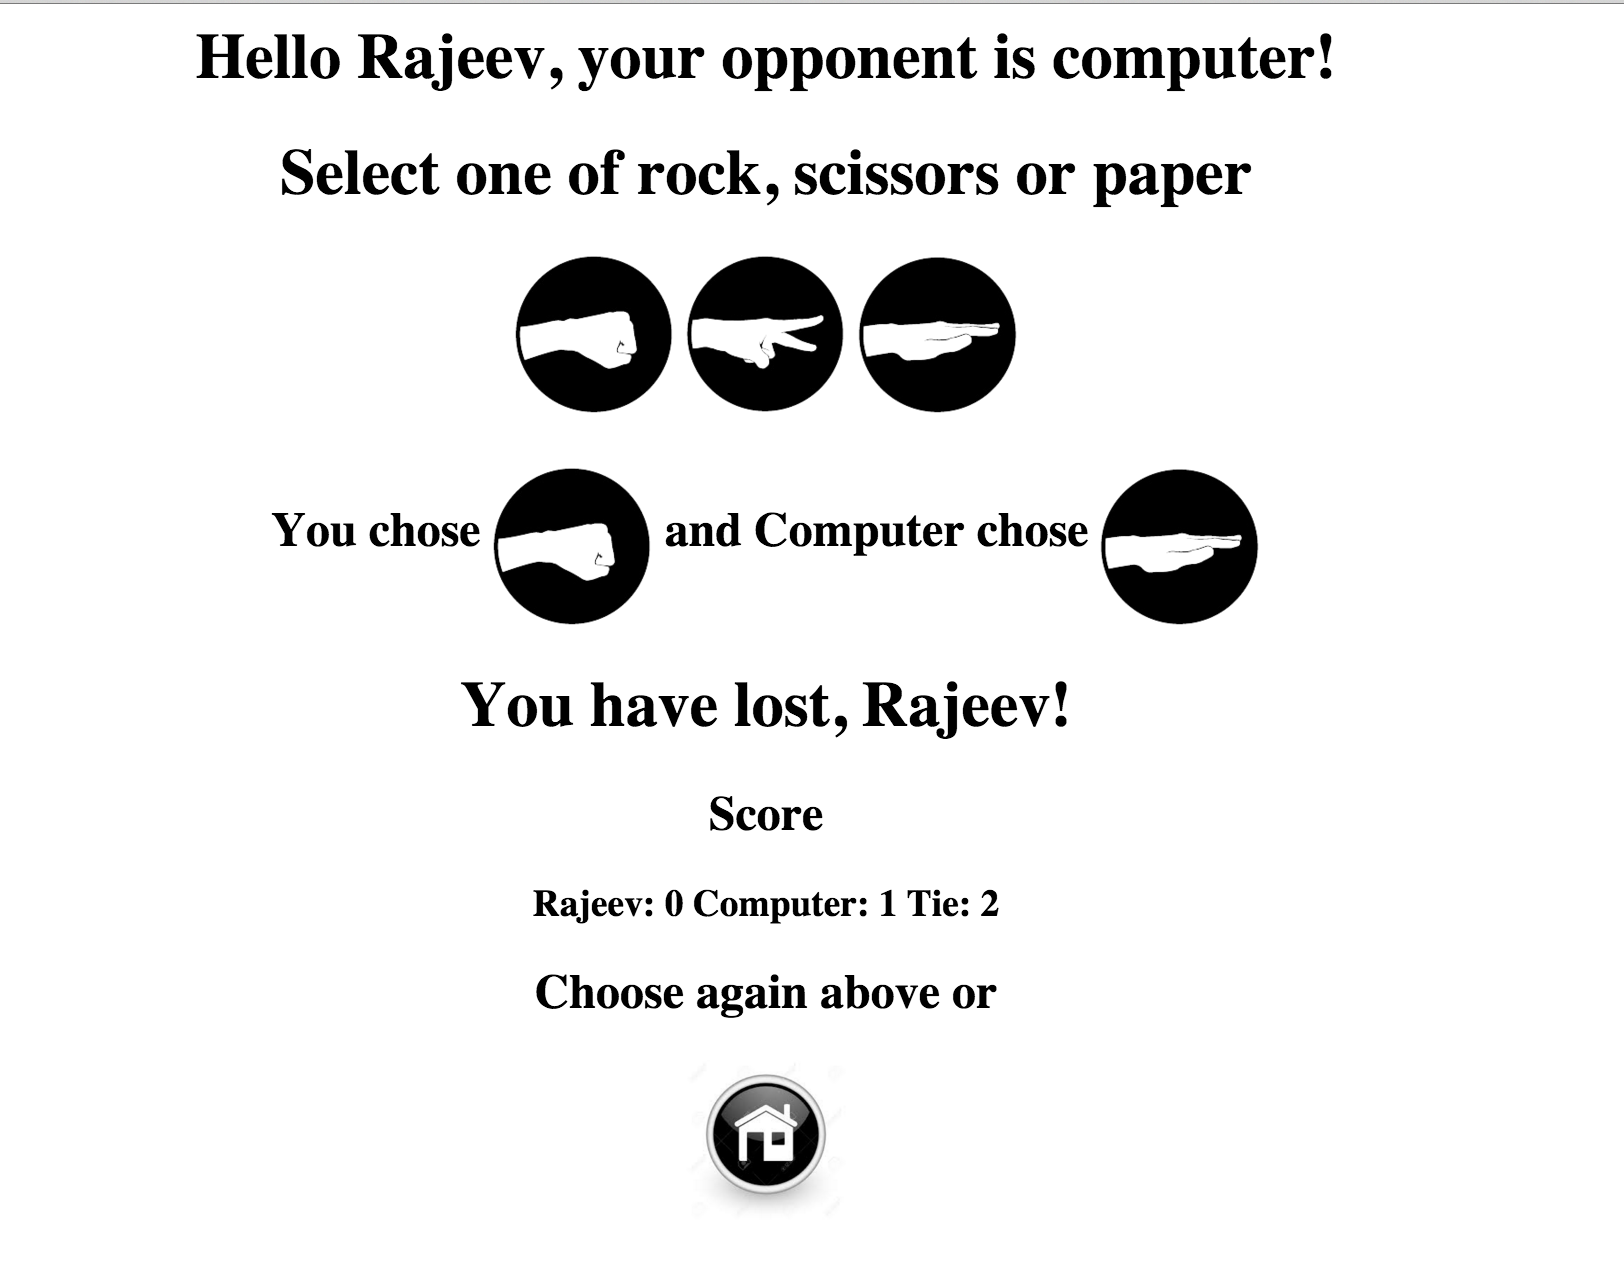 Hello Rajeev, your opponent is computer!
Select one of rock, scissors or paper
You chose and Computer chose
You have lost, Rajeev!
Score
Rajeev: 0 Computer: 1 Tie: 2
Choose again above or